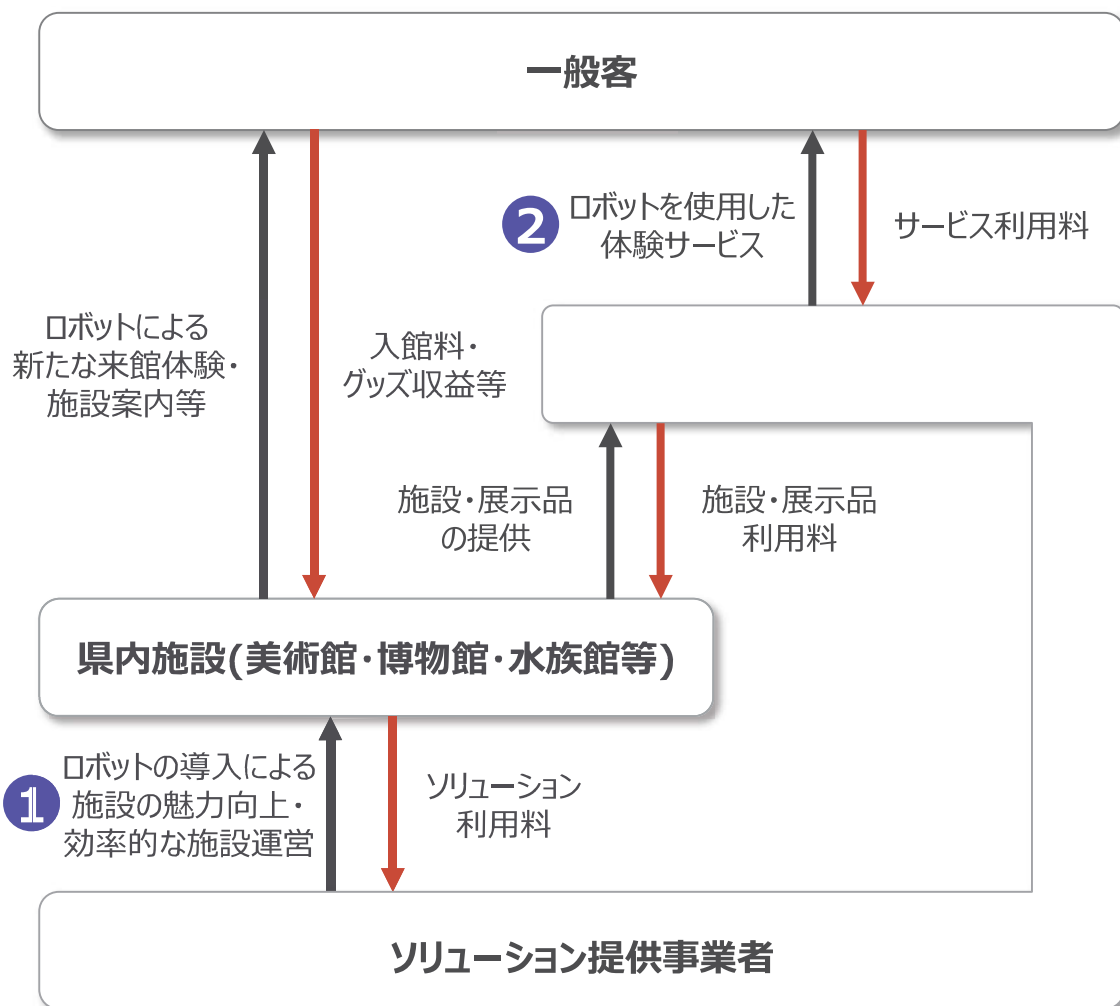 一般客
2
ロボットを使用した
体験サービス
サービス利用料
ロボットによる
新たな来館体験・
施設案内等
入館料・
グッズ収益等
施設・展示品
の提供
施設・展示品
利用料
県内施設(美術館・博物館・水族館等)
1
ロボットの導入による
施設の魅力向上・
効率的な施設運営
ソリューション
利用料
ソリューション提供事業者